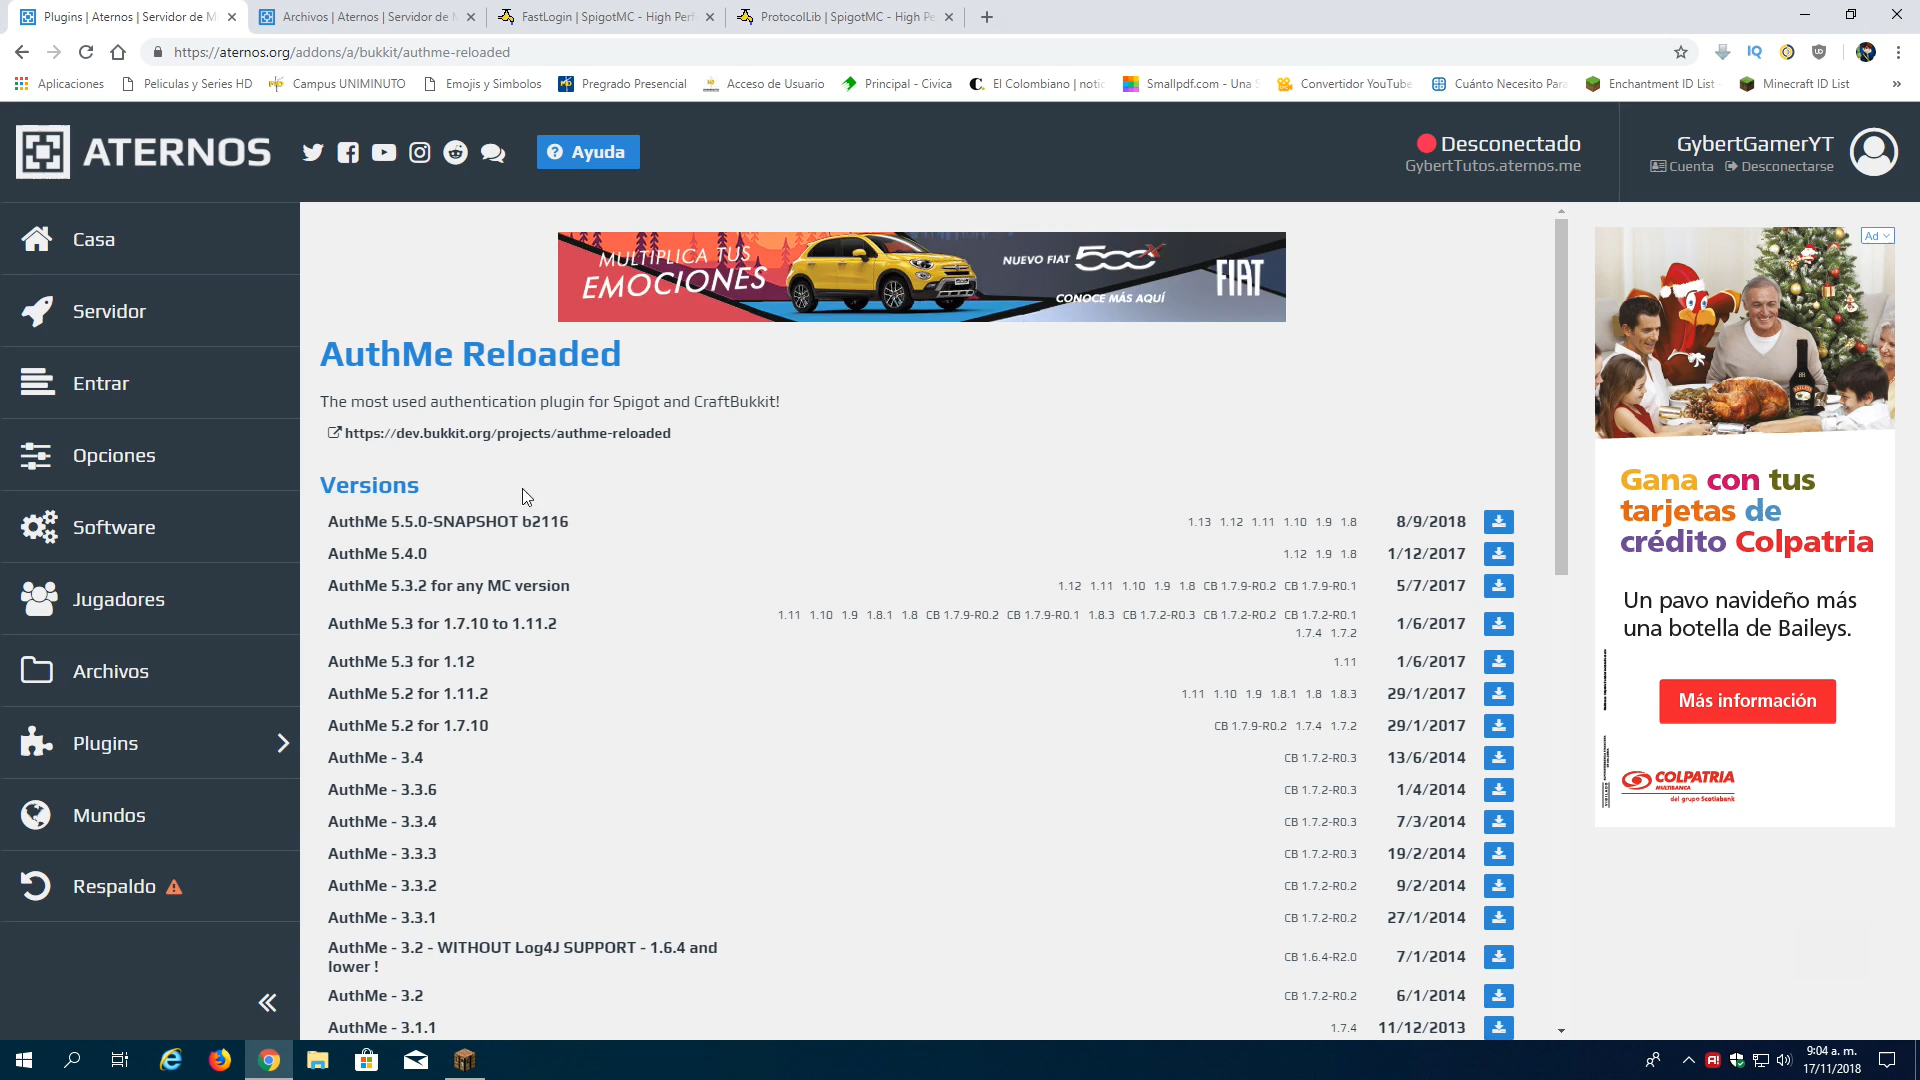 Plugins | Aternos | Servidor de M
Archivos | Aternos | Servidor de M
FastLogin | SpigotMC - High Perf
ProtocolLib | SpigotMC - High Pe
https://aternos.org/addons/a/bukkit/authme-reloaded
IQ
Aplicaciones
Peliculas y Series HD
Campus UNIMINUTO
Emojis y Simbolos
Pregrado Presencial
Acceso de Usuario
Principal - Civica
El Colombiano | notic
Smallpdf.com - Una S
Convertidor YouTube
Cuánto Necesito Para
Enchantment ID List -
Minecraft ID List
ATERNOS
Ayuda
Desconectado
GybertTutos.aternos.me
GybertGamerYT
Cuenta Desconectarse
Casa
Servidor
Entrar
Opciones
Software
Jugadores
Archivos
Plugins
Mundos
Respaldo
MULTIPLICA TUS
EMOCIONES
NUEVO FIAT 500X
CONOCE MÁS AQUÍ
FIAT
AuthMe Reloaded
The most used authentication plugin for Spigot and CraftBukkit!
https://dev.bukkit.org/projects/authme-reloaded
Versions
AuthMe 5.5.0-SNAPSHOT b2116 1.13 1.12 1.11 1.10 1.9 1.8 8/9/2018
AuthMe 5.4.0 1.12 1.9 1.8 1/12/2017
AuthMe 5.3.2 for any MC version 1.12 1.11 1.10 1.9 1.8 CB 1.7.9-R0.2 CB 1.7.9-R0.1 5/7/2017
AuthMe 5.3 for 1.7.10 to 1.11.2 1.11 1.10 1.9 1.8.1 1.8 CB 1.7.9-R0.2 CB 1.7.9-R0.1 1.8.3 CB 1.7.2-R0.3 CB 1.7.2-R0.2 CB 1.7.2-R0.1 1/6/2017
1.7.4 1.7.2
AuthMe 5.3 for 1.12 1.11 1/6/2017
AuthMe 5.2 for 1.11.2 1.11 1.10 1.9 1.8.1 1.8 1.8.3 29/1/2017
AuthMe 5.2 for 1.7.10 CB 1.7.9-R0.2 1.7.4 1.7.2 29/1/2017
AuthMe - 3.4 CB 1.7.2-R0.3 13/6/2014
AuthMe - 3.3.6 CB 1.7.2-R0.3 1/4/2014
AuthMe - 3.3.4 CB 1.7.2-R0.3 7/3/2014
AuthMe - 3.3.3 CB 1.7.2-R0.3 19/2/2014
AuthMe - 3.3.2 CB 1.7.2-R0.2 9/2/2014
AuthMe - 3.3.1 CB 1.7.2-R0.2 27/1/2014
AuthMe - 3.2 - WITHOUT Log4J SUPPORT - 1.6.4 and
lower ! CB 1.6.4-R2.0 7/1/2014
AuthMe - 3.2 CB 1.7.2-R0.2 6/1/2014
AuthMe - 3.1.1 1.7.4 11/12/2013
Ad
BAILEYS
Gana con tus
tarjetas de
crédito Colpatria
Un pavo navideño más
una botella de Baileys.
Más información
COLPATRIA
MULTIBANCA
del grupo Scotiabank
9:04 a. m.
17/11/2018